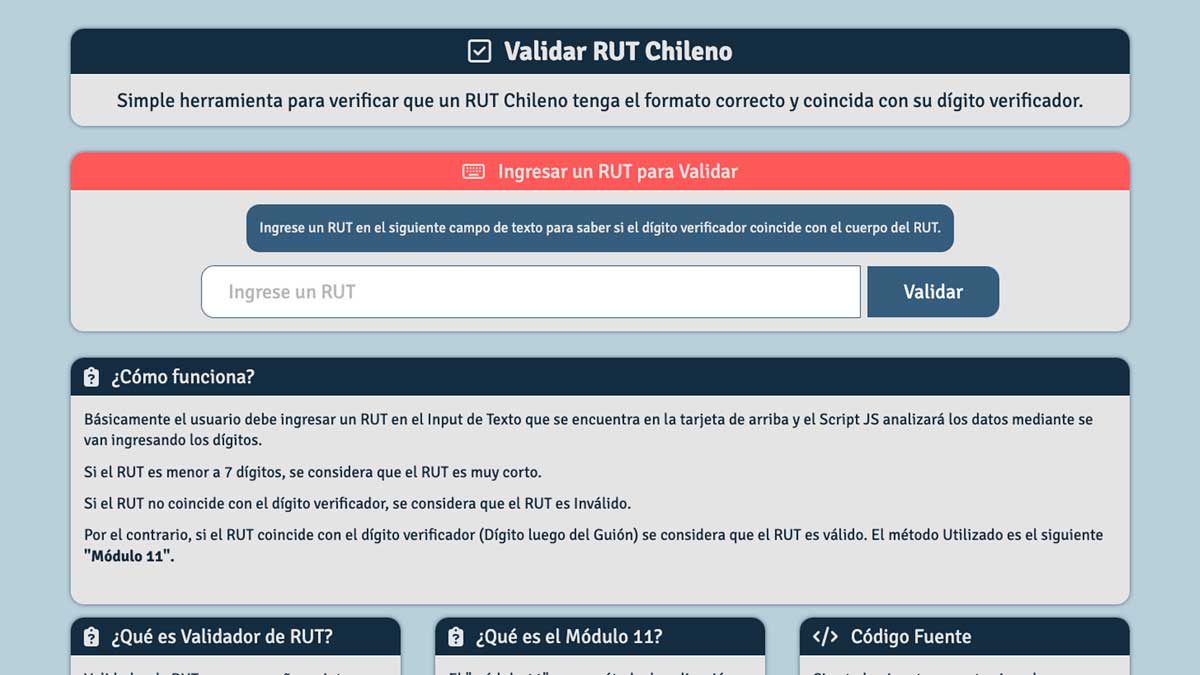 Validar RUT Chileno
Simple herramienta para verificar que un RUT Chileno tenga el formato correcto y coincida con su dígito verificador.
Ingresar un RUT para Validar
Ingrese un RUT en el siguiente campo de texto para saber si el dígito verificador coincide con el cuerpo del RUT.
Ingrese un RUT
Validar
¿Cómo funciona?
Básicamente el usuario debe ingresar un RUT en el Input de Texto que se encuentra en la tarjeta de arriba y el Script JS analizará los datos mediante se
van ingresando los dígitos.
Si el RUT es menor a 7 dígitos, se considera que el RUT es muy corto.
Si el RUT no coincide con el dígito verificador, se considera que el RUT es Inválido.
Por el contrario, si el RUT coincide con el dígito verificador (Dígito luego del Guión) se considera que el RUT es válido. El método Utilizado es el siguiente
"Módulo 11".
¿Qué es Validador de RUT?
¿Qué es el Módulo 11?
Código Fuente